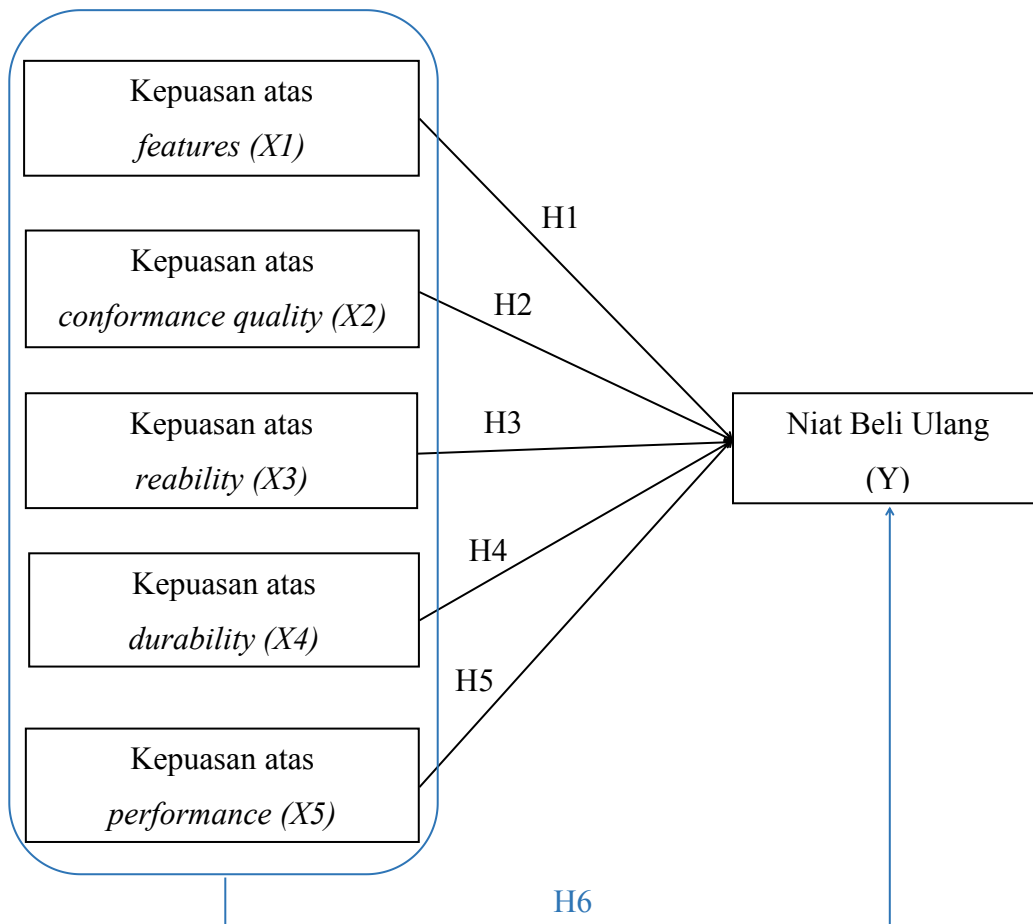 Kepuasan atas
features (X1)
H1
Kepuasan atas
conformance quality (X2)
H2
Kepuasan atas
reability (X3)
H3
Niat Beli Ulang
(Y)
Kepuasan atas
durability (X4)
H4
Kepuasan atas
performance (X5)
H5
H6